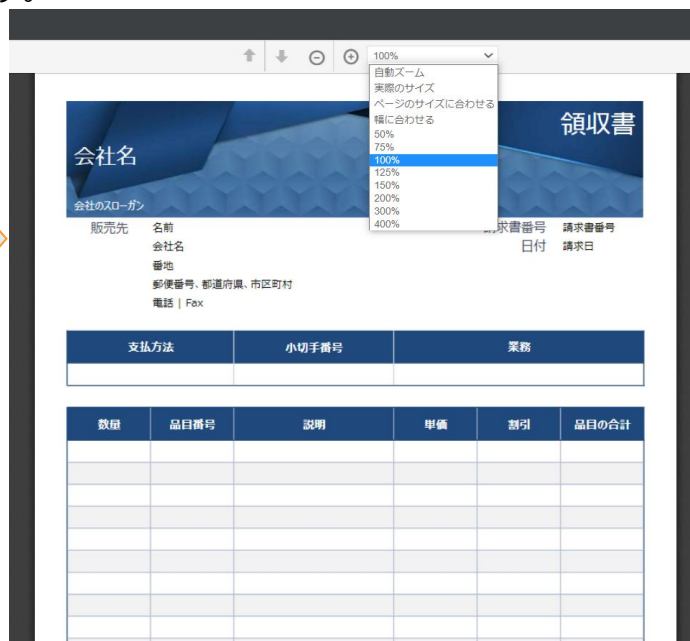 100%
自動ズーム
実際のサイズ
ページのサイズに合わせる
幅に合わせる
50%
75%
100%
125%
150%
200%
300%
400%
領収書
会社名
会社のスローガン
販売先 名前
会社名
番地
郵便番号、都道府県、市区町村
電話 | Fax
求書番号 請求書番号
日付 請求日
支払方法 小切手番号 業務
数量 品目番号 説明 単価 割引 品目の合計